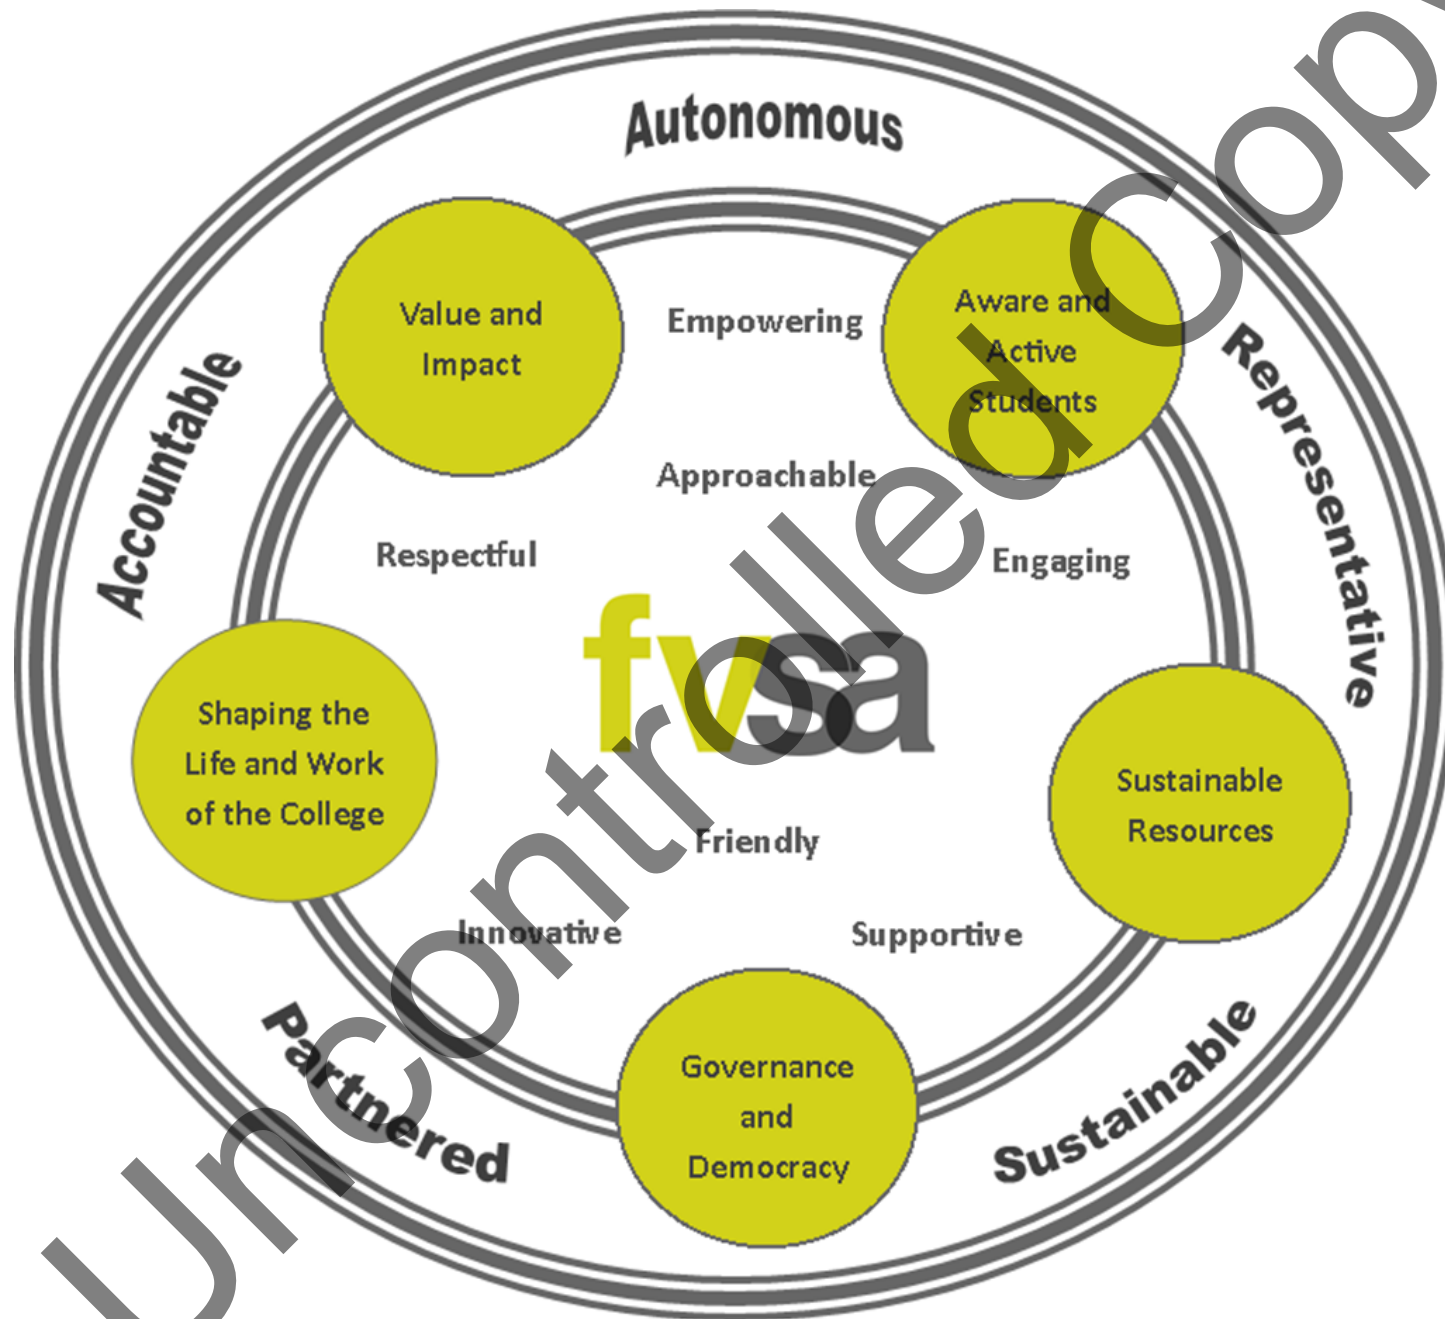 Autonomous
Value and
Impact
Empowering
Aware and
Active
Students
Accountable
Representative
Approachable
Respectful
Engaging
fvsa
Shaping the
Life and Work
of the College
Sustainable
Resources
Friendly
Innovative
Supportive
Governance
and
Democracy
Partnered
Sustainable
Uncontrolled Cop